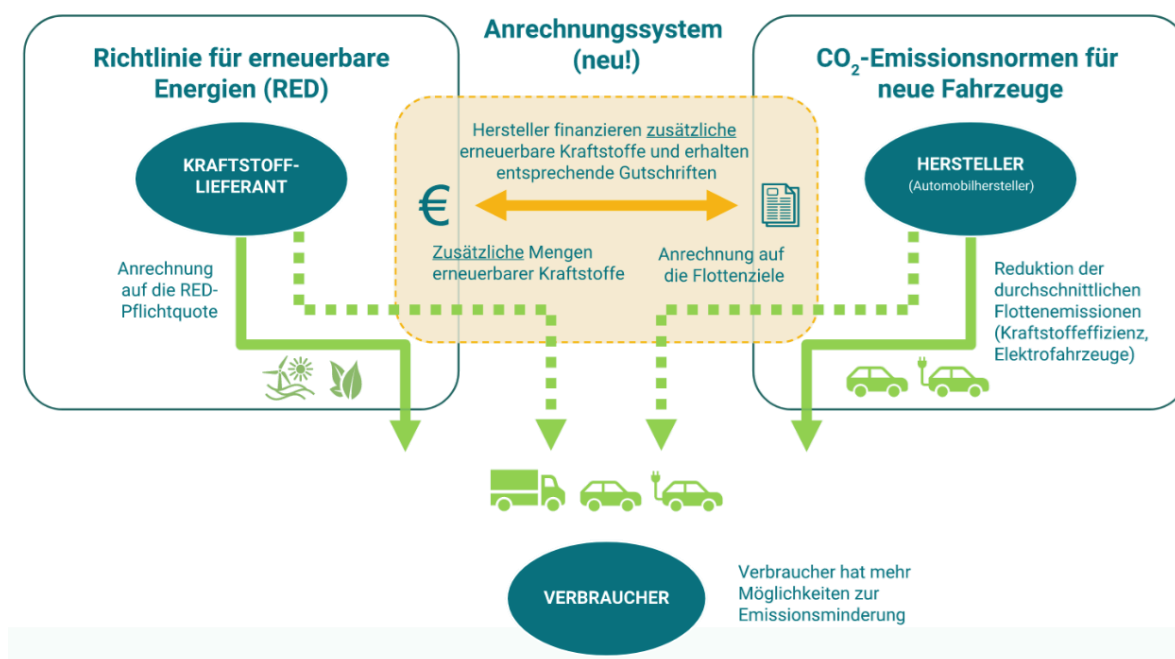 Anrechnungssystem
(neu!)
Richtlinie für erneuerbare
Energien (RED)
CO₂-Emissionsnormen für
neue Fahrzeuge
KRAFTSTOFF-
LIEFERANT
Hersteller finanzieren zusätzliche
erneuerbare Kraftstoffe und erhalten
entsprechende Gutschriften
HERSTELLER
(Automobilhersteller)
€
Zusätzliche Mengen
erneuerbarer Kraftstoffe
Anrechnung auf
die Flottenziele
Anrechnung
auf die RED-
Pflichtquote
Reduktion der
durchschnittlichen
Flottenemissionen
(Kraftstoffeffizienz,
Elektrofahrzeuge)
VERBRAUCHER
Verbraucher hat mehr
Möglichkeiten zur
Emissionsminderung